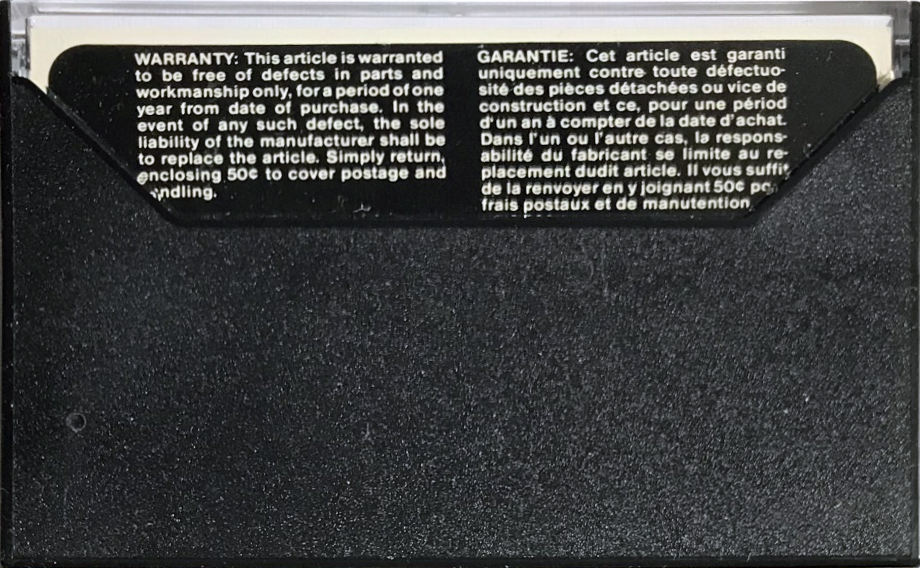 WARRANTY: This article is warranted
to be free of defects in parts and
workmanship only, for a period of one
year from date of purchase. In the
event of any such defect, the sole
liability of the manufacturer shall be
to replace the article. Simply return,
enclosing 50¢ to cover postage and
GARANTIE: Cet article est garanti
uniquement contre toute défectuo-
sité des pièces détachées ou vice de
construction et ce, pour une périod
d'un an à compter de la date d'achat.
Dans l'un ou l'autre cas, la respons-
abilité du fabricant se limite au re-
placement dudit article. Il vous suffit
de la renvoyer en y joignant 50¢
frais postaux et de manutention